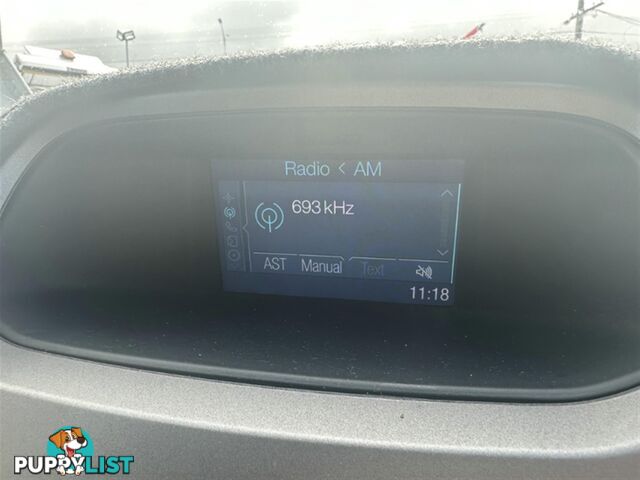 Radio < AM
693 kHz
AST Manual Text
11:18
PUPPYLIST